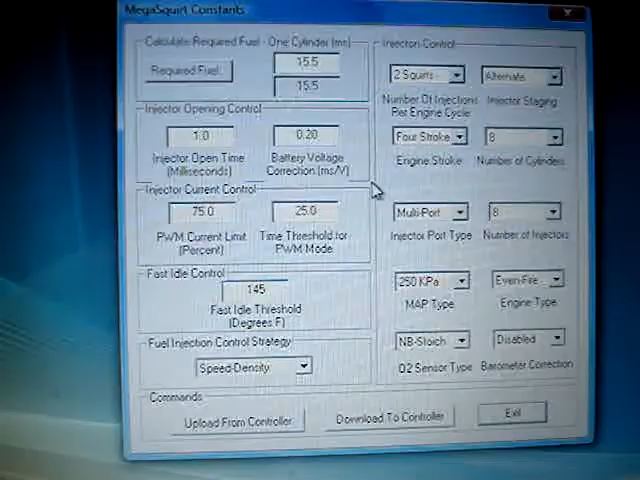 MegaSquirt Constants
Calculate Required Fuel - One Cylinder (ms)
Required Fuel
15.5
15.5
Injector Opening Control
1.0
0.20
Injector Open Time
(Milliseconds)
Battery Voltage
Correction (ms/V)
Injector Current Control
75.0
25.0
PWM Current Limit
(Percent)
Time Threshold for
PWM Mode
Fast Idle Control
145
Fast Idle Threshold
(Degrees F)
Fuel Injection Control Strategy
Speed-Density
Injection Control
2 Squirts
Alternate
Number Of Injections
Per Engine Cycle
Injector Staging
Four Stroke
8
Engine Stroke
Number of Cylinders
Multi-Port
8
Injector Port Type
Number of Injectors
250 KPa
Even-Fire
MAP Type
Engine Type
NB-Stoich
Disabled
O2 Sensor Type
Barometer Correction
Commands
Upload From Controller
Download To Controller
Exit